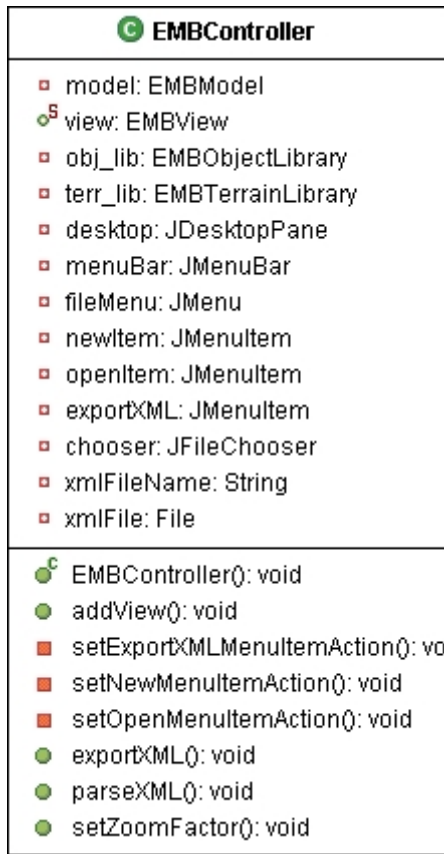 C EMBController
model: EMBModel
S view: EMBView
obj_lib: EMBObjectLibrary
terr_lib: EMBTerrainLibrary
desktop: JDesktopPane
menuBar: JMenuBar
fileMenu: JMenu
newItem: JMenuItem
openItem: JMenuItem
exportXML: JMenuItem
chooser: JFileChooser
xmlFileName: String
xmlFile: File
C EMBController(): void
addView(): void
setExportXMLMenuItemAction(): vo
setNewMenuItemAction(): void
setOpenMenuItemAction(): void
exportXML(): void
parseXML(): void
setZoomFactor(): void